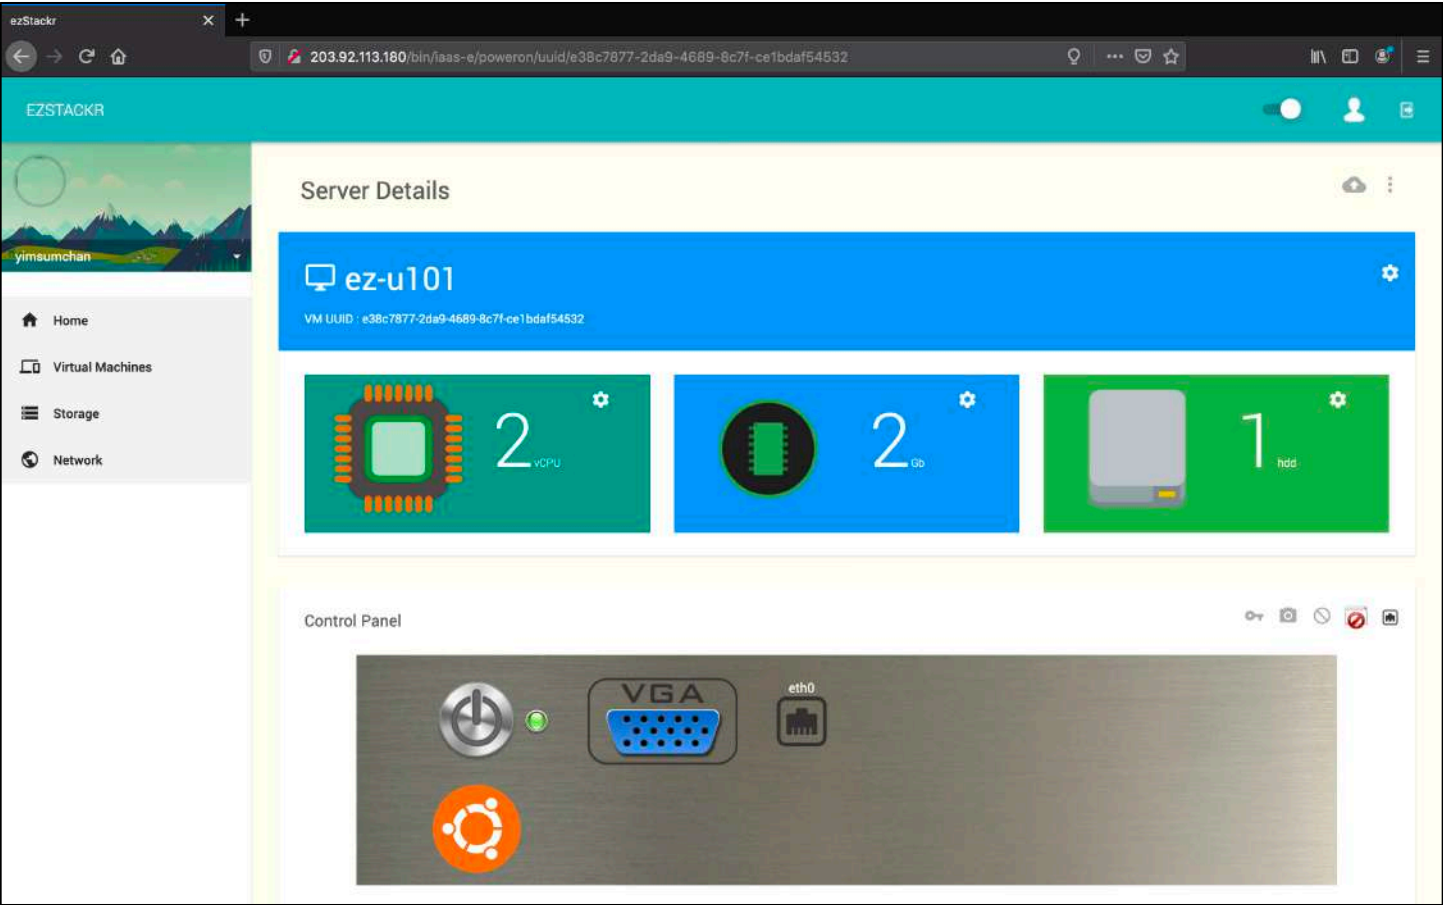 ezStackr
203.92.113.180/bin/iaas-e/poweron/uuid/e38c7877-2da9-4689-8c7f-ce1bdaf54532
EZSTACKR
yimsumchan
Home
Virtual Machines
Storage
Network
Server Details
ez-u101
VM UUID : e38c7877-2da9-4689-8c7f-ce1bdaf54532
2 vCPU
2 Gb
1 hdd
Control Panel
VGA
eth0